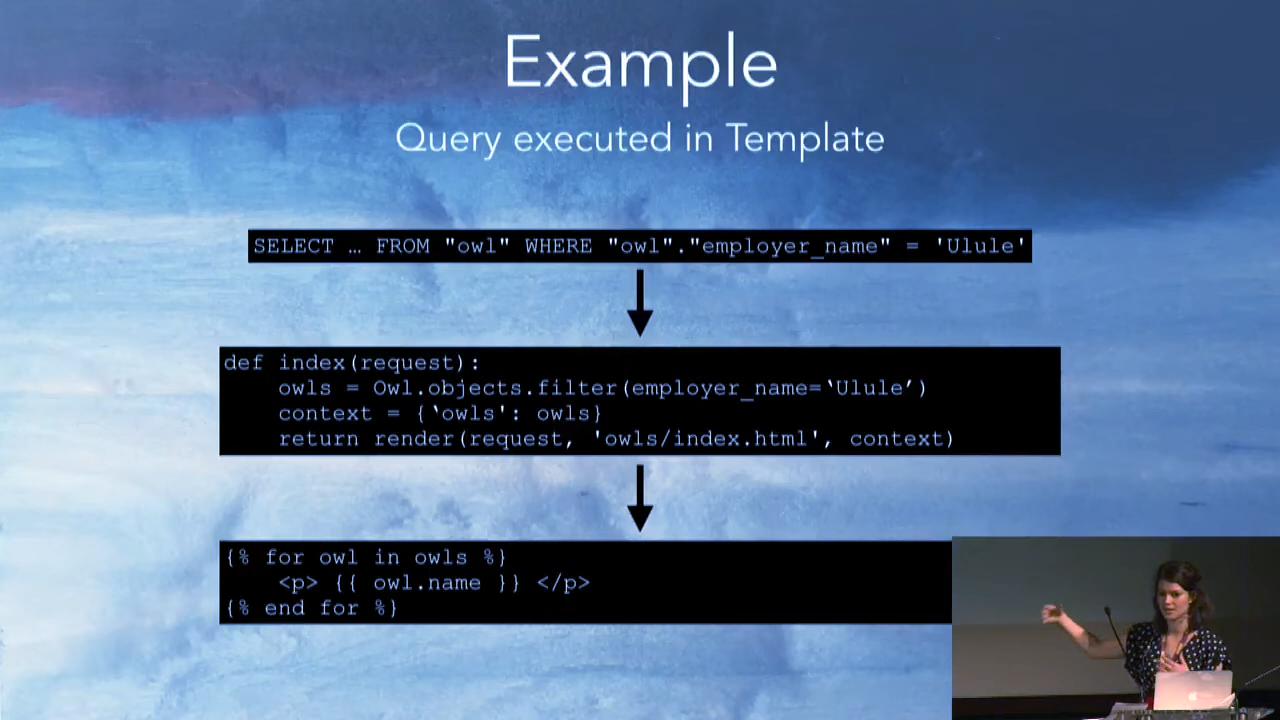 Example
Query executed in Template
SELECT … FROM "owl" WHERE "owl"."employer_name" = 'Ulule'
def index(request):
    owls = Owl.objects.filter(employer_name=‘Ulule’)
    context = {‘owls': owls}
    return render(request, 'owls/index.html', context)
{% for owl in owls %}
    <p> {{ owl.name }} </p>
{% end for %}